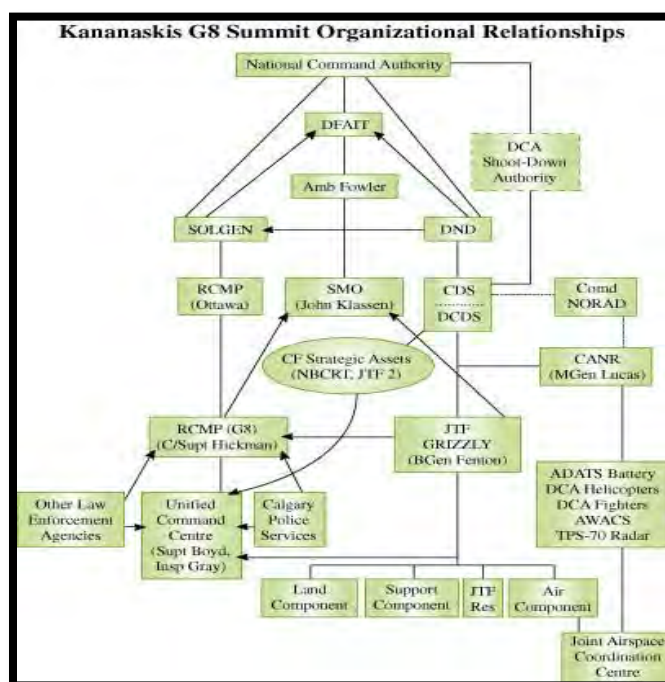 Kananaskis G8 Summit Organizational Relationships
National Command Authority
DFAIT
DCA
Shoot-Down
Authority
Amb Fowler
SOLGEN
DND
RCMP
(Ottawa)
SMO
(John Klassen)
CDS
DCDS
Comd
NORAD
CF Strategic Assets
(NBCRT, JTF 2)
CANR
(MGen Lucas)
RCMP (G8)
(C/Supt Hickman)
JTF
GRIZZLY
(BGen Fenton)
ADATS Battery
DCA Helicopters
DCA Fighters
AWACS
TPS-70 Radar
Other Law
Enforcement
Agencies
Unified
Command
Centre
(Supt Boyd,
Insp Gray)
Calgary
Police
Services
Land
Component
Support
Component
JTF
Res
Air
Component
Joint Airspace
Coordination
Centre